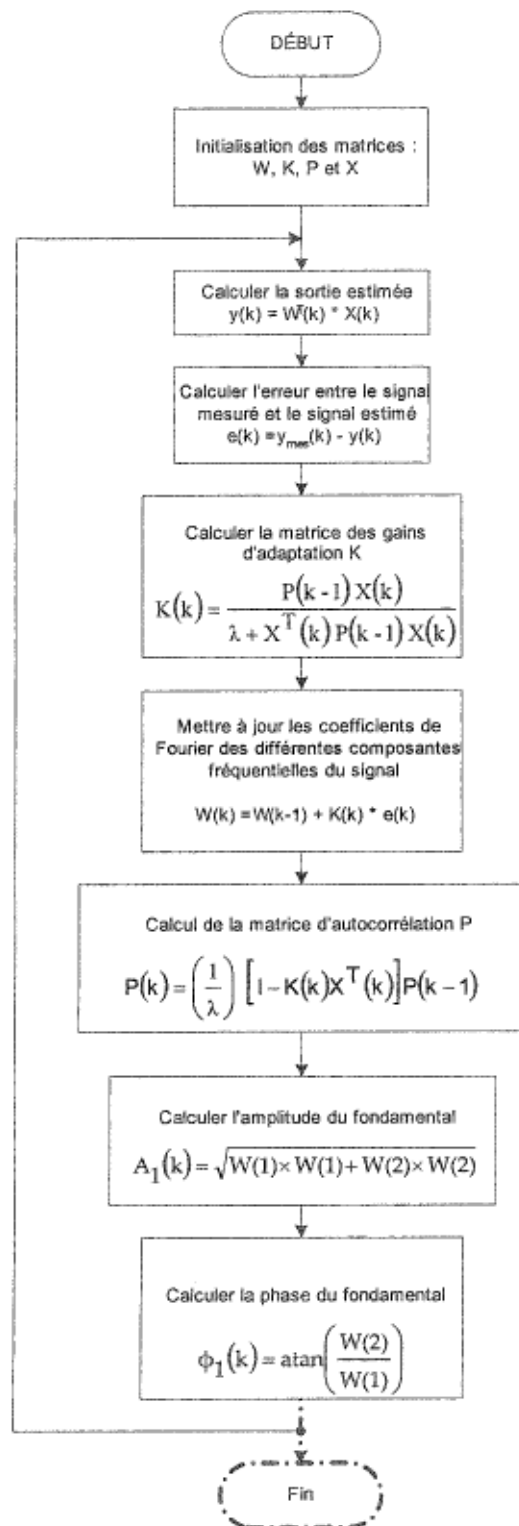 DÉBUT
Initialisation des matrices :
W, K, P et X
Calculer la sortie estimée
y(k) = Wᵀ(k) * X(k)
Calculer l'erreur entre le signal
mesuré et le signal estimé
e(k) =y_mes(k) - y(k)
Calculer la matrice des gains
d'adaptation K
K(k) = P(k - 1) X(k) / (λ + X^T(k) P(k - 1) X(k))
Mettre à jour les coefficients de
Fourier des différentes composantes
fréquentielles du signal
W(k) =W(k-1) + K(k) * e(k)
Calcul de la matrice d'autocorrélation P
P(k) = (1/λ) [I - K(k)X^T(k)]P(k - 1)
Calculer l'amplitude du fondamental
A₁(k) = √(W(1)× W(1)+ W(2)× W(2))
Calculer la phase du fondamental
ϕ₁(k) = atan(W(2)/W(1))
Fin